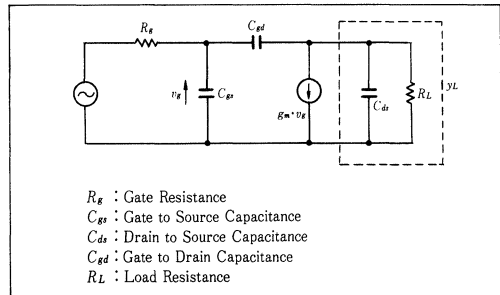 Rg
Cgd
vg
Cgs
gm·vg
Cds
RL
yL
Rg : Gate Resistance
Cgs : Gate to Source Capacitance
Cds : Drain to Source Capacitance
Cgd : Gate to Drain Capacitance
RL : Load Resistance